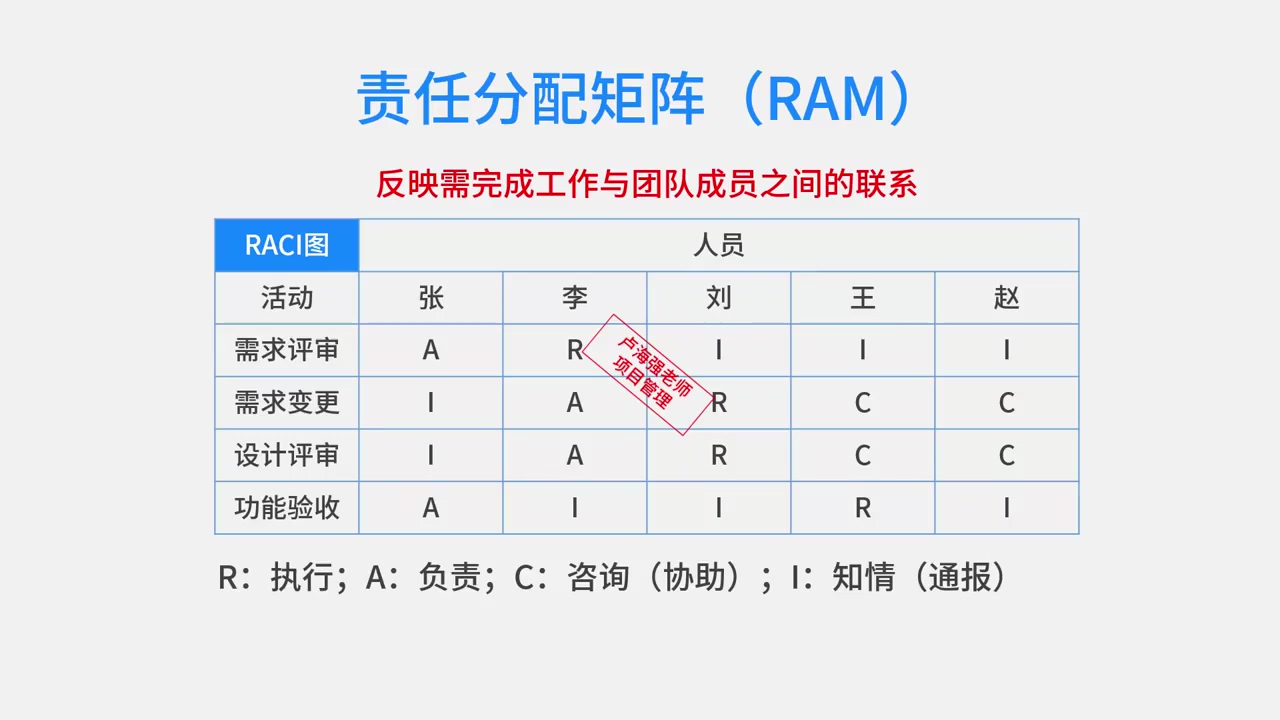 责任分配矩阵（RAM）
反映需完成工作与团队成员之间的联系
RACI图 人员
活动 张 李 刘 王 赵
需求评审 A R I I I
需求变更 I A R C C
设计评审 I A R C C
功能验收 A I I R I
卢海强老师
项目管理
R：执行；A：负责；C：咨询（协助）；I：知情（通报）